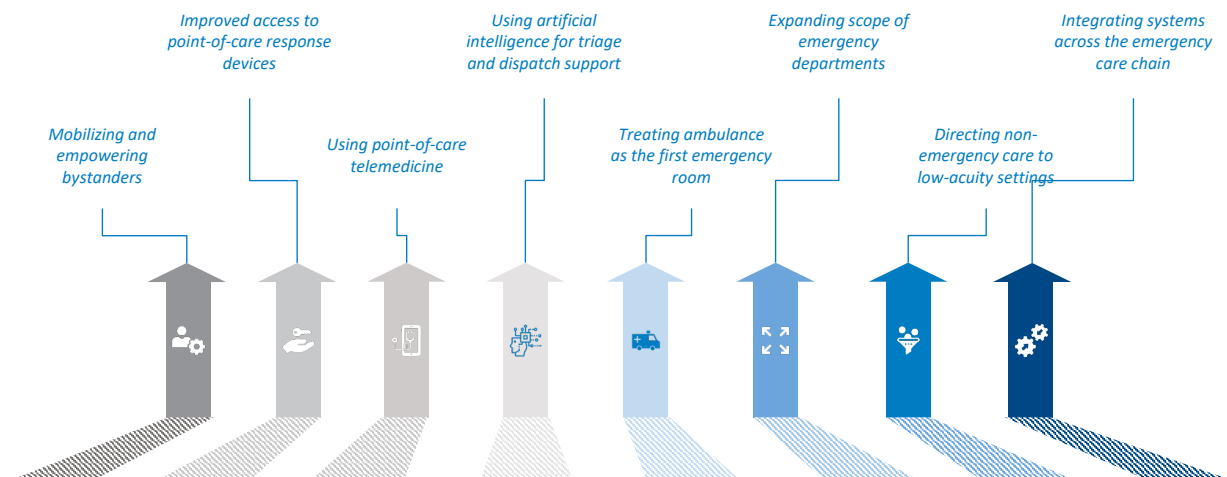 Mobilizing and
empowering
bystanders
Improved access to
point-of-care response
devices
Using point-of-care
telemedicine
Using artificial
intelligence for triage
and dispatch support
Treating ambulance
as the first emergency
room
Expanding scope of
emergency
departments
Directing non-
emergency care to
low-acuity settings
Integrating systems
across the emergency
care chain